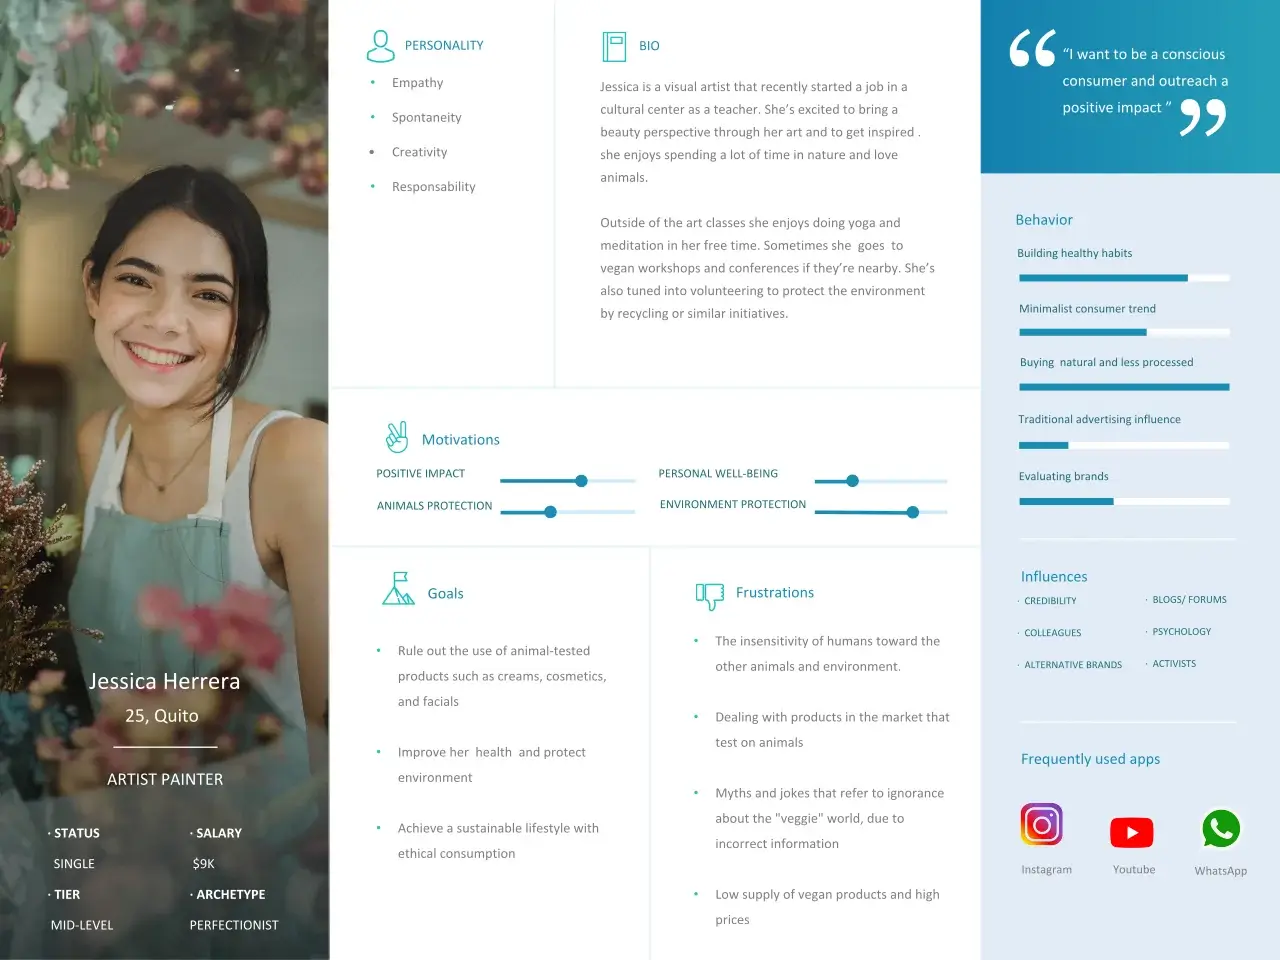 Jessica Herrera
25, Quito
ARTIST PAINTER
· STATUS
SINGLE
· TIER
MID-LEVEL
· SALARY
$9K
· ARCHETYPE
PERFECTIONIST
PERSONALITY
• Empathy
• Spontaneity
• Creativity
• Responsability
BIO
Jessica is a visual artist that recently started a job in a
cultural center as a teacher. She's excited to bring a
beauty perspective through her art and to get inspired .
she enjoys spending a lot of time in nature and love
animals.
Outside of the art classes she enjoys doing yoga and
meditation in her free time. Sometimes she goes to
vegan workshops and conferences if they're nearby. She's
also tuned into volunteering to protect the environment
by recycling or similar initiatives.
Motivations
POSITIVE IMPACT
PERSONAL WELL-BEING
ANIMALS PROTECTION
ENVIRONMENT PROTECTION
Goals
• Rule out the use of animal-tested
products such as creams, cosmetics,
and facials
• Improve her health and protect
environment
• Achieve a sustainable lifestyle with
ethical consumption
Frustrations
• The insensitivity of humans toward the
other animals and environment.
• Dealing with products in the market that
test on animals
• Myths and jokes that refer to ignorance
about the "veggie" world, due to
incorrect information
• Low supply of vegan products and high
prices
“I want to be a conscious
consumer and outreach a
positive impact ”
Behavior
Building healthy habits
Minimalist consumer trend
Buying natural and less processed
Traditional advertising influence
Evaluating brands
Influences
· CREDIBILITY
· BLOGS/ FORUMS
· COLLEAGUES
· PSYCHOLOGY
· ALTERNATIVE BRANDS
· ACTIVISTS
Frequently used apps
Instagram
Youtube
WhatsApp